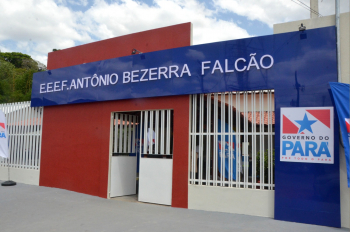 E.E.E.F. ANTÔNIO BEZERRA FALCÃO
GOVERNO DO
PARÁ